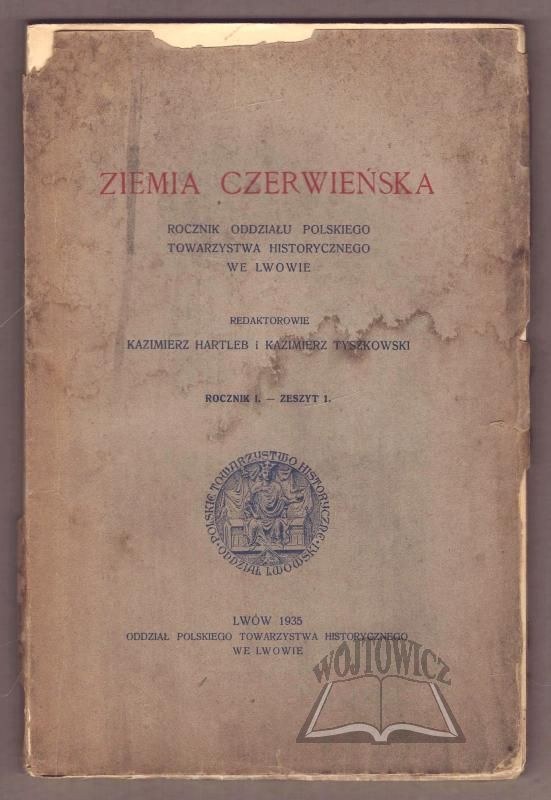 ZIEMIA CZERWIEŃSKA
ROCZNIK ODDZIAŁU POLSKIEGO
TOWARZYSTWA HISTORYCZNEGO
WE LWOWIE
REDAKTOROWIE
KAZIMIERZ HARTLEB i KAZIMIERZ TYSZKOWSKI
ROCZNIK I. — ZESZYT 1.
POLSKIE TOWARZYSTWO HISTORYCZNE
ODDZIAŁ LWOWSKI
LWÓW 1935
ODDZIAŁ POLSKIEGO TOWARZYSTWA HISTORYCZNEGO
WE LWOWIE
WÓJTOWICZ